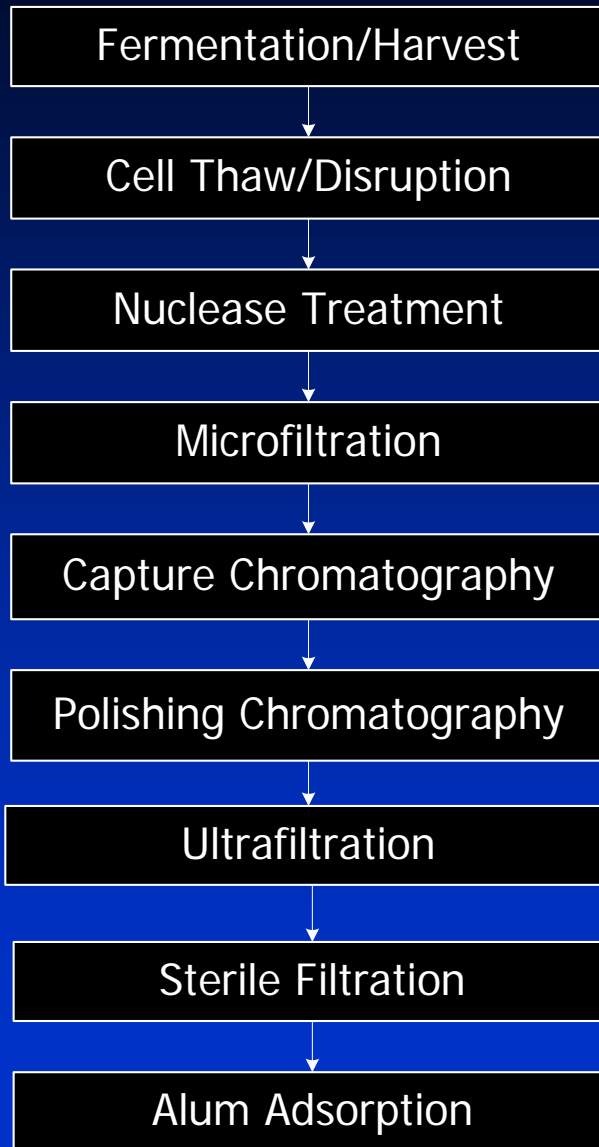 Fermentation/Harvest
Cell Thaw/Disruption
Nuclease Treatment
Microfiltration
Capture Chromatography
Polishing Chromatography
Ultrafiltration
Sterile Filtration
Alum Adsorption